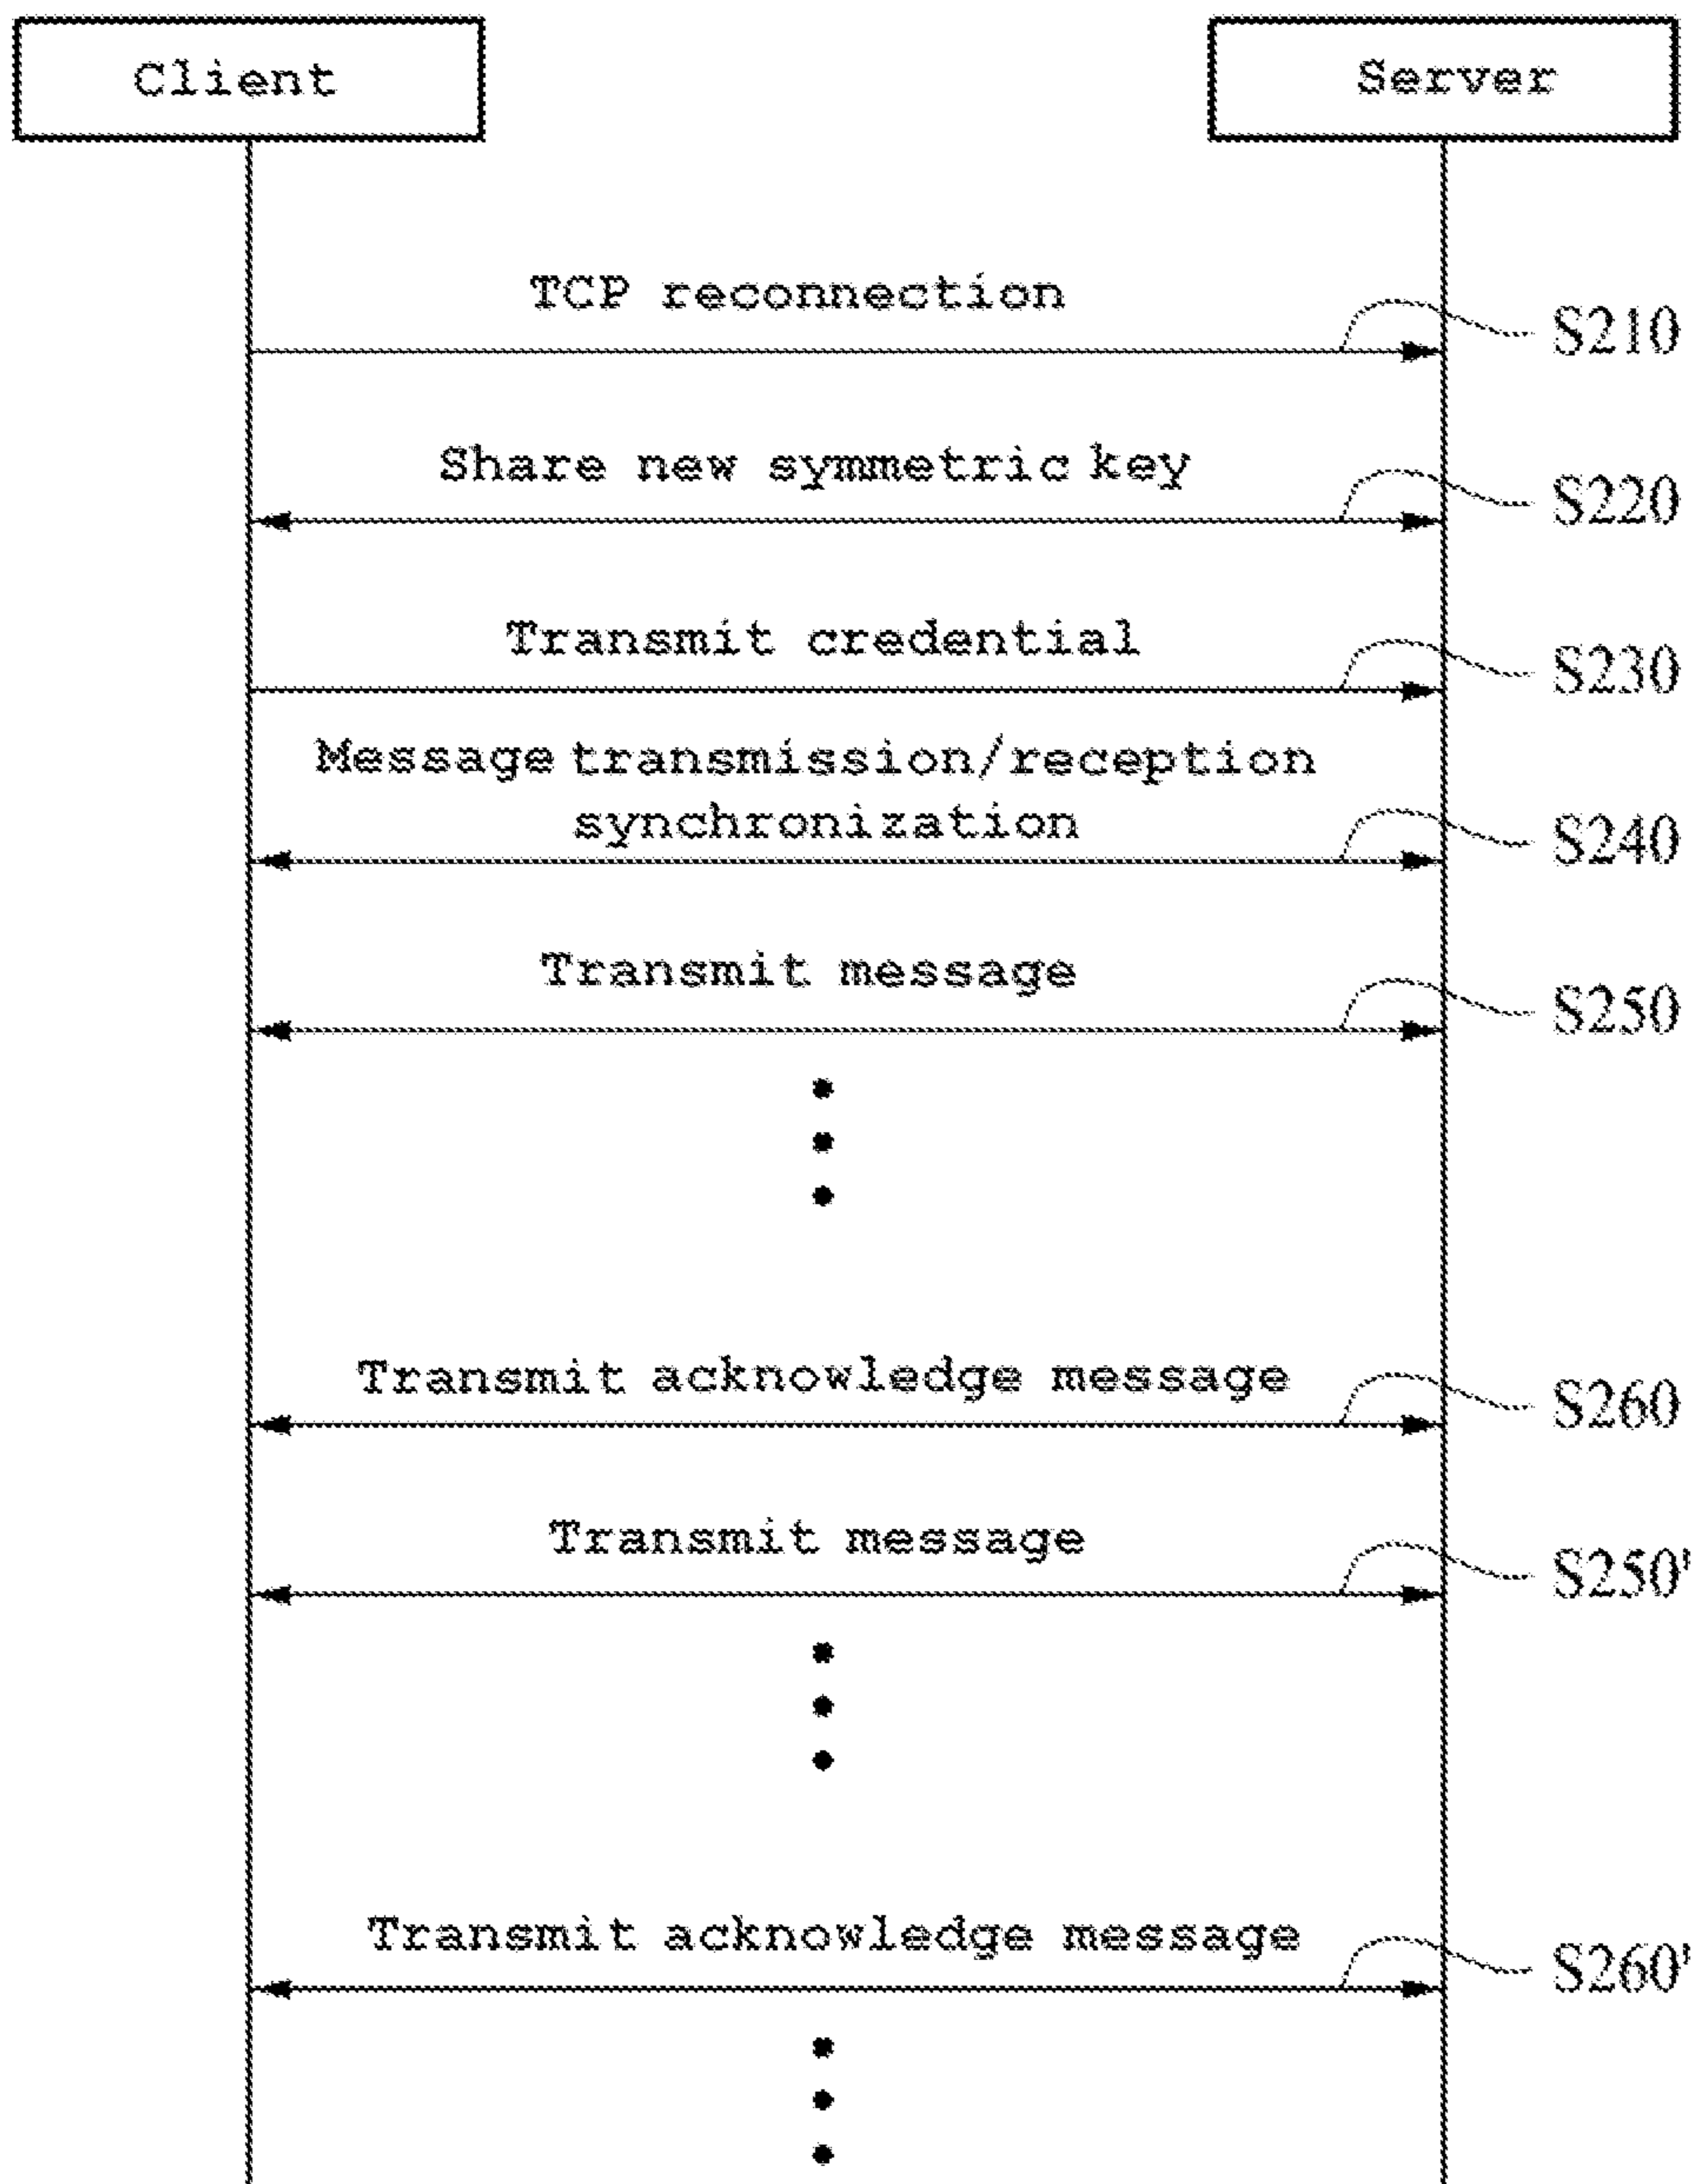 Client
Server
TCP reconnection
S210
Share new symmetric key
S220
Transmit credential
S230
Message transmission/reception
synchronization
S240
Transmit message
S250
Transmit acknowledge message
S260
Transmit message
S250'
Transmit acknowledge message
S260'